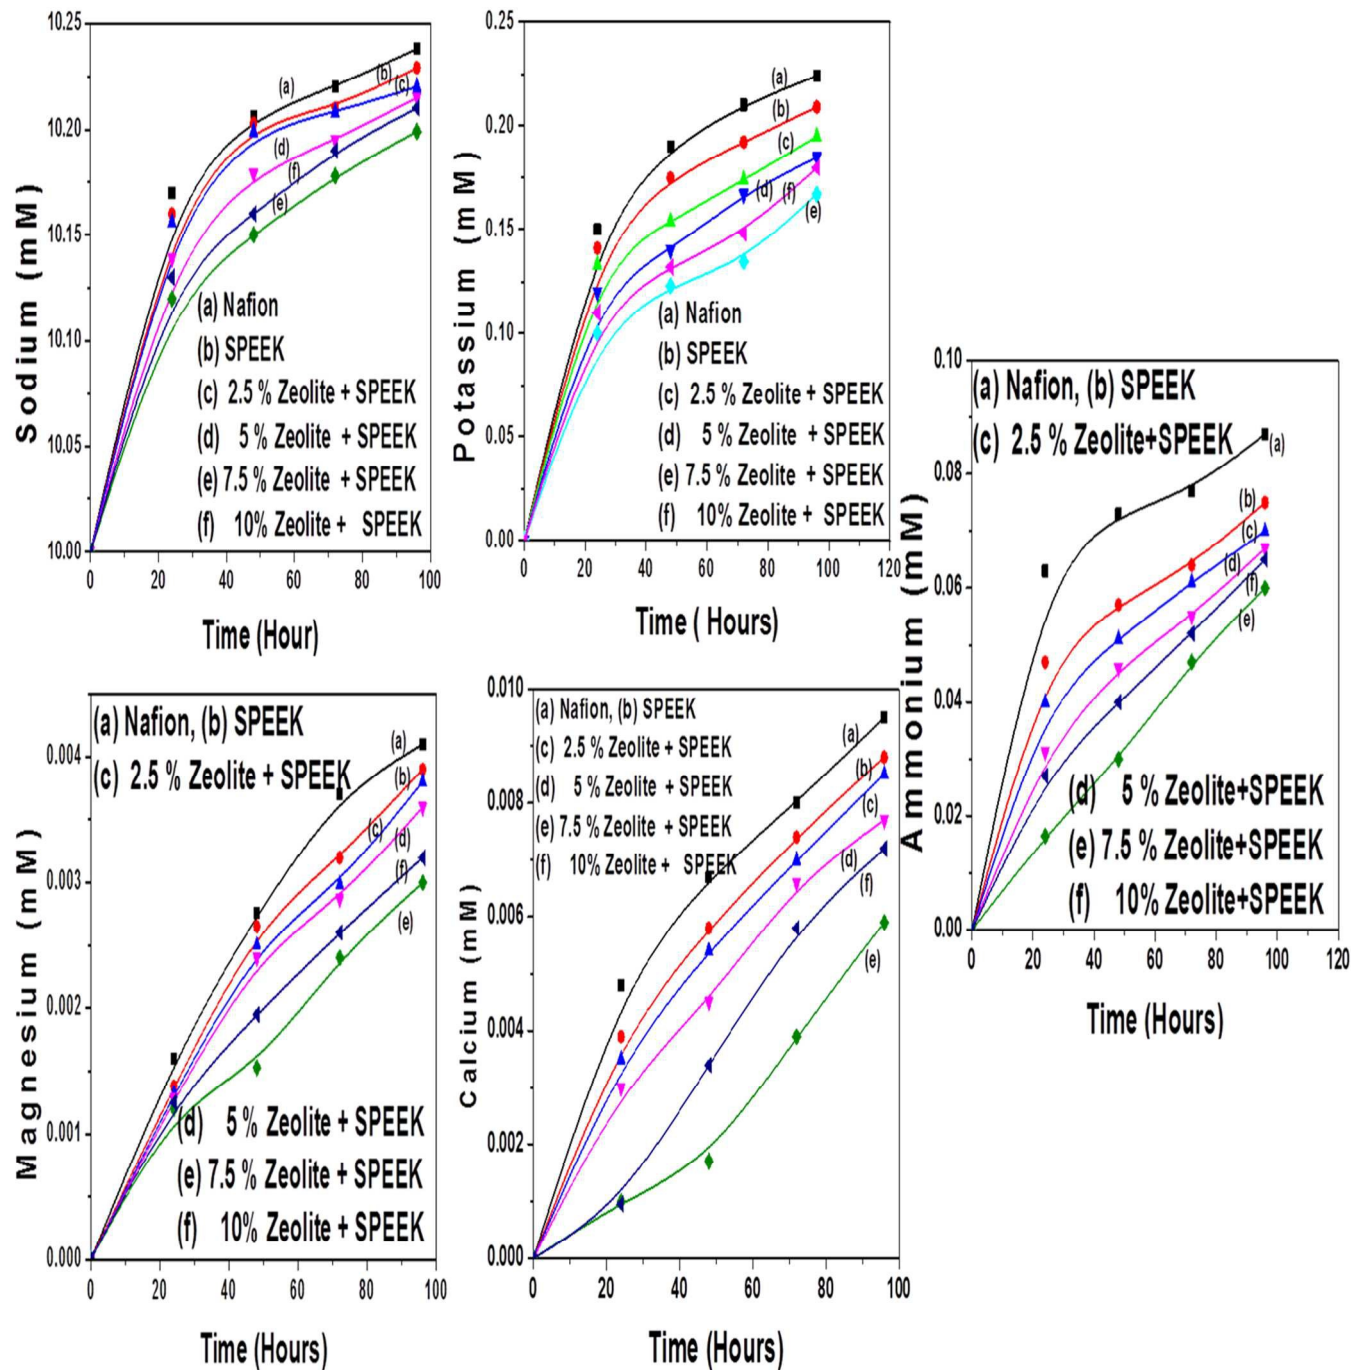 10.25
10.20
10.15
10.10
10.05
10.00
Sodium (mM)
(a)
(b)
(c)
(d)
(f)
(e)
(a) Nafion
(b) SPEEK
(c) 2.5 % Zeolite + SPEEK
(d) 5 % Zeolite + SPEEK
(e) 7.5 % Zeolite + SPEEK
(f) 10% Zeolite + SPEEK
0 20 40 60 80 100
Time (Hour)
0.25
0.20
0.15
0.10
0.05
0.00
Potassium (mM)
(a)
(b)
(c)
(d)
(f)
(e)
(a) Nafion
(b) SPEEK
(c) 2.5 % Zeolite + SPEEK
(d) 5 % Zeolite + SPEEK
(e) 7.5 % Zeolite + SPEEK
(f) 10% Zeolite + SPEEK
0 20 40 60 80 100 120
Time ( Hours)
0.10
0.08
0.06
0.04
0.02
0.00
Ammonium (mM)
(a) Nafion, (b) SPEEK
(c) 2.5 % Zeolite+SPEEK
(a)
(b)
(c)
(d)
(f)
(e)
(d) 5 % Zeolite+SPEEK
(e) 7.5 % Zeolite+SPEEK
(f) 10% Zeolite+SPEEK
0 20 40 60 80 100 120
Time (Hours)
0.004
0.003
0.002
0.001
0.000
Magnesium (mM)
(a) Nafion, (b) SPEEK
(c) 2.5 % Zeolite + SPEEK
(a)
(b)
(c)
(d)
(f)
(e)
(d) 5 % Zeolite + SPEEK
(e) 7.5 % Zeolite + SPEEK
(f) 10% Zeolite + SPEEK
0 20 40 60 80 100
Time (Hours)
0.010
0.008
0.006
0.004
0.002
0.000
Calcium (mM)
(a) Nafion, (b) SPEEK
(c) 2.5 % Zeolite + SPEEK
(d) 5 % Zeolite + SPEEK
(e) 7.5 % Zeolite + SPEEK
(f) 10% Zeolite + SPEEK
(a)
(b)
(c)
(d)
(f)
(e)
0 20 40 60 80 100
Time (Hours)